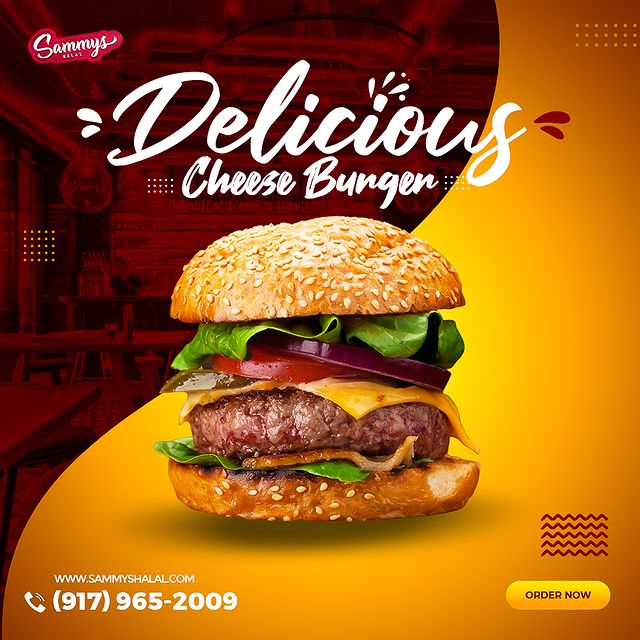 Sammys
HALAL
Delicious
Cheese Burger
WWW.SAMMYSHALAL.COM
(917) 965-2009
ORDER NOW